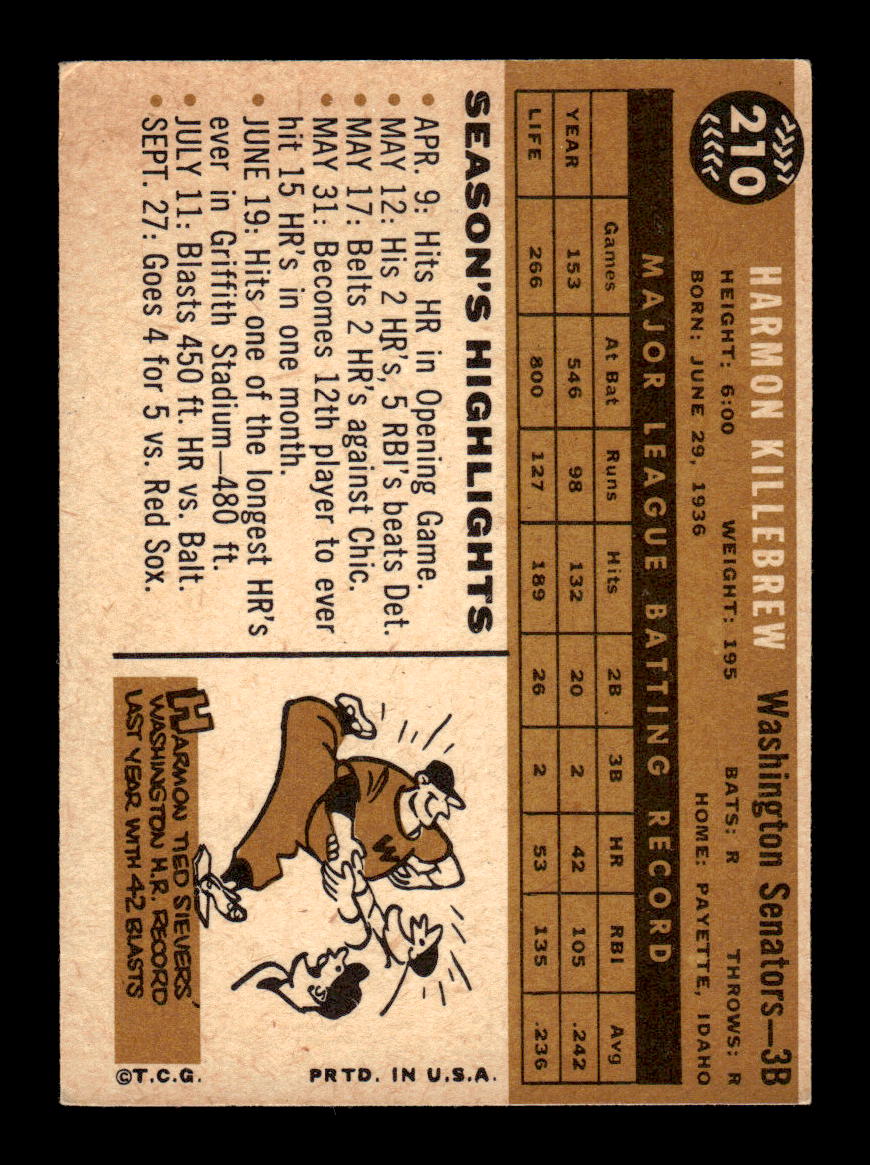 210
HARMON KILLEBREW Washington Senators—3B
HEIGHT: 6:00 WEIGHT: 195 BATS: R THROWS: R
BORN: JUNE 29, 1936 HOME: PAYETTE, IDAHO
MAJOR LEAGUE BATTING RECORD
Games At Bat Runs Hits 2B 3B HR RBI Avg
YEAR 153 546 98 132 20 2 42 105 .242
LIFE 266 800 127 189 26 2 53 135 .236
SEASON'S HIGHLIGHTS
• APR. 9: Hits HR in Opening Game.
• MAY 12: His 2 HR's, 5 RBI's beats Det.
• MAY 17: Belts 2 HR's against Chic.
• MAY 31: Becomes 12th player to ever
hit 15 HR's in one month.
• JUNE 19: Hits one of the longest HR's
ever in Griffith Stadium—480 ft.
• JULY 11: Blasts 450 ft. HR vs. Balt.
• SEPT. 27: Goes 4 for 5 vs. Red Sox.
W
HARMON TIED SIEVERS'
WASHINGTON H.R. RECORD
LAST YEAR WITH 42 BLASTS
PRTD. IN U.S.A.
©T.C.G.